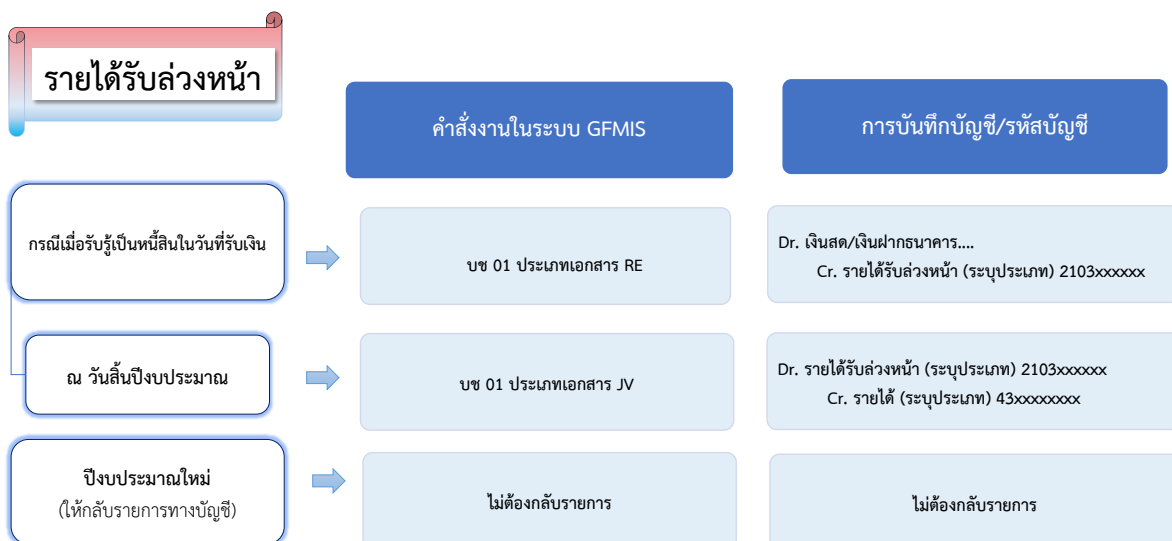 รายได้รับล่วงหน้า
คำสั่งงานในระบบ GFMIS
การบันทึกบัญชี/รหัสบัญชี
กรณีเมื่อรับรู้เป็นหนี้สินในวันที่รับเงิน
บช 01 ประเภทเอกสาร RE
Dr. เงินสด/เงินฝากธนาคาร....
Cr. รายได้รับล่วงหน้า (ระบุประเภท) 2103xxxxxx
ณ วันสิ้นปีงบประมาณ
บช 01 ประเภทเอกสาร JV
Dr. รายได้รับล่วงหน้า (ระบุประเภท) 2103xxxxxx
Cr. รายได้ (ระบุประเภท) 43xxxxxxxx
ปีงบประมาณใหม่
(ให้กลับรายการทางบัญชี)
ไม่ต้องกลับรายการ
ไม่ต้องกลับรายการ